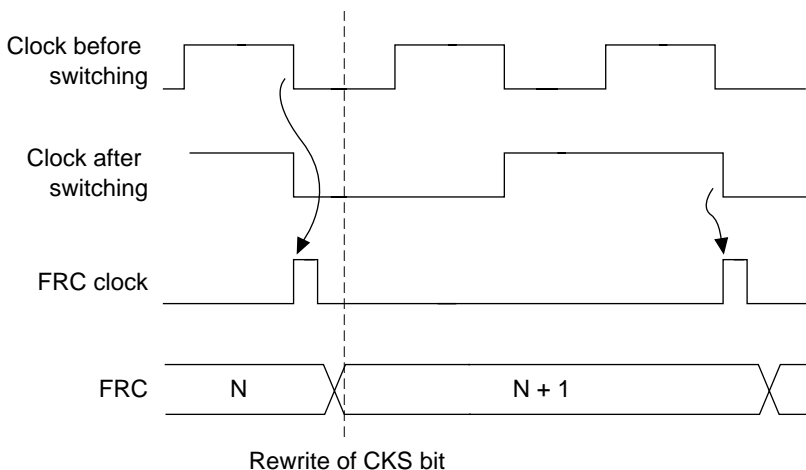 Clock before
switching
Clock after
switching
FRC clock
FRC
N
N + 1
Rewrite of CKS bit